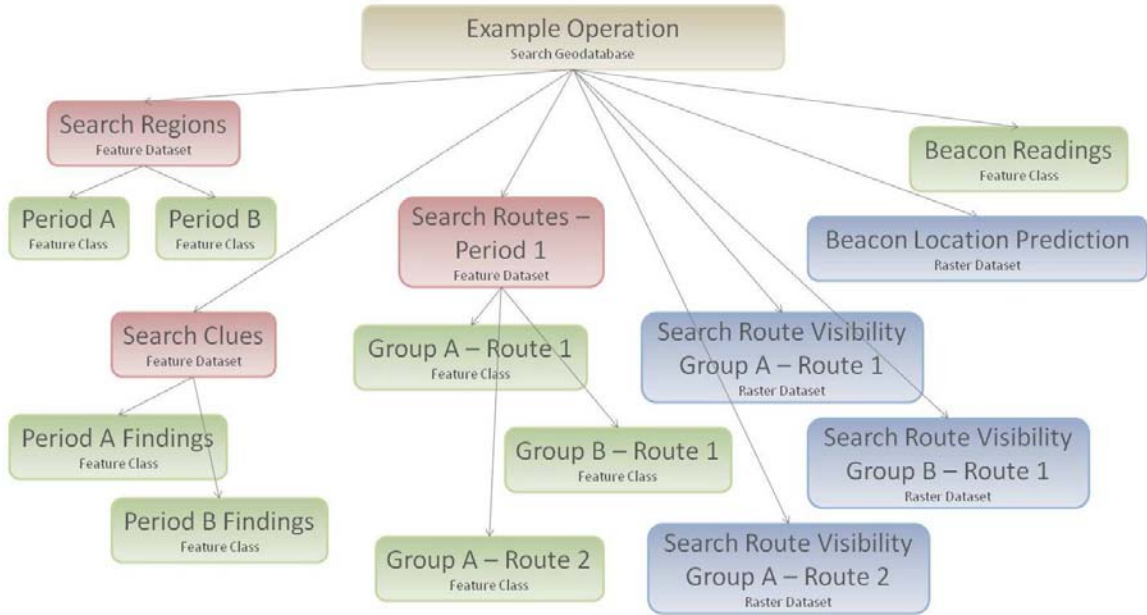 Example Operation
Search Geodatabase
Search Regions
Feature Dataset
Period A
Feature Class
Period B
Feature Class
Search Clues
Feature Dataset
Period A Findings
Feature Class
Period B Findings
Feature Class
Search Routes –
Period 1
Feature Dataset
Group A – Route 1
Feature Class
Group B – Route 1
Feature Class
Group A – Route 2
Feature Class
Beacon Readings
Feature Class
Beacon Location Prediction
Raster Dataset
Search Route Visibility
Group A – Route 1
Raster Dataset
Search Route Visibility
Group B – Route 1
Raster Dataset
Search Route Visibility
Group A – Route 2
Raster Dataset